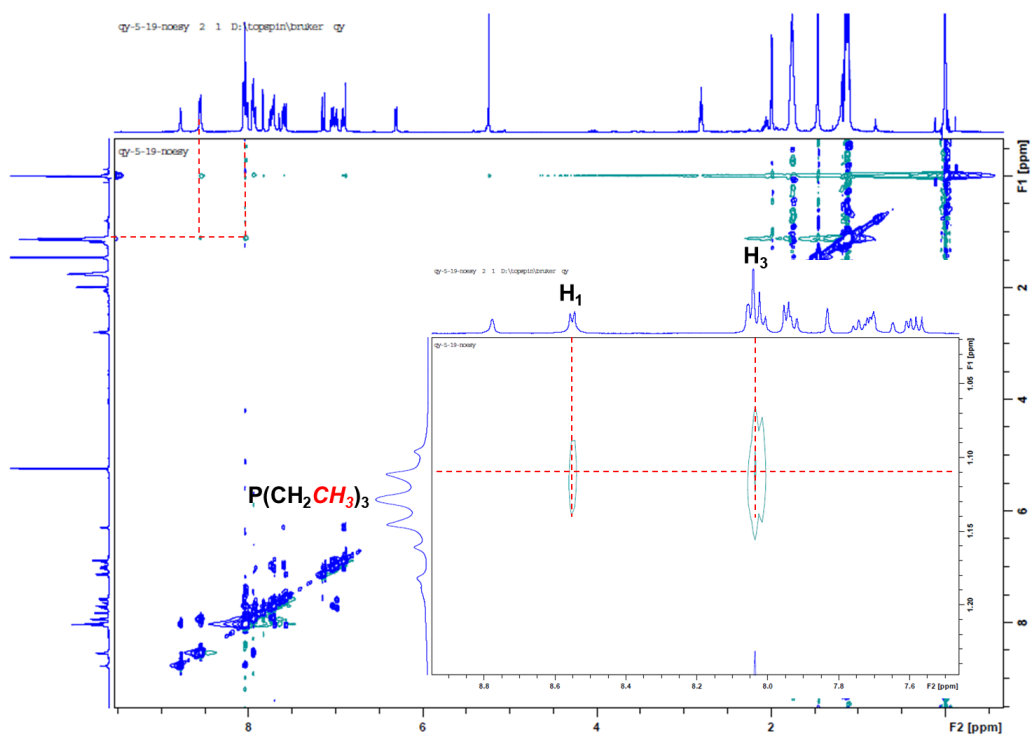 qy-5-19-noesy 2 1 D:\topspin\bruker qy
qy-5-19-noesy
F1 [ppm]
2
4
6
8
qy-5-19-noesy 2 1 D:\topspin\bruker qy
H1
H3
qy-5-19-noesy
F1 [ppm]
1.05
1.10
1.15
1.20
P(CH2CH3)3
8.8
8.6
8.4
8.2
8.0
7.8
7.6
F2 [ppm]
8
6
4
2
F2 [ppm]